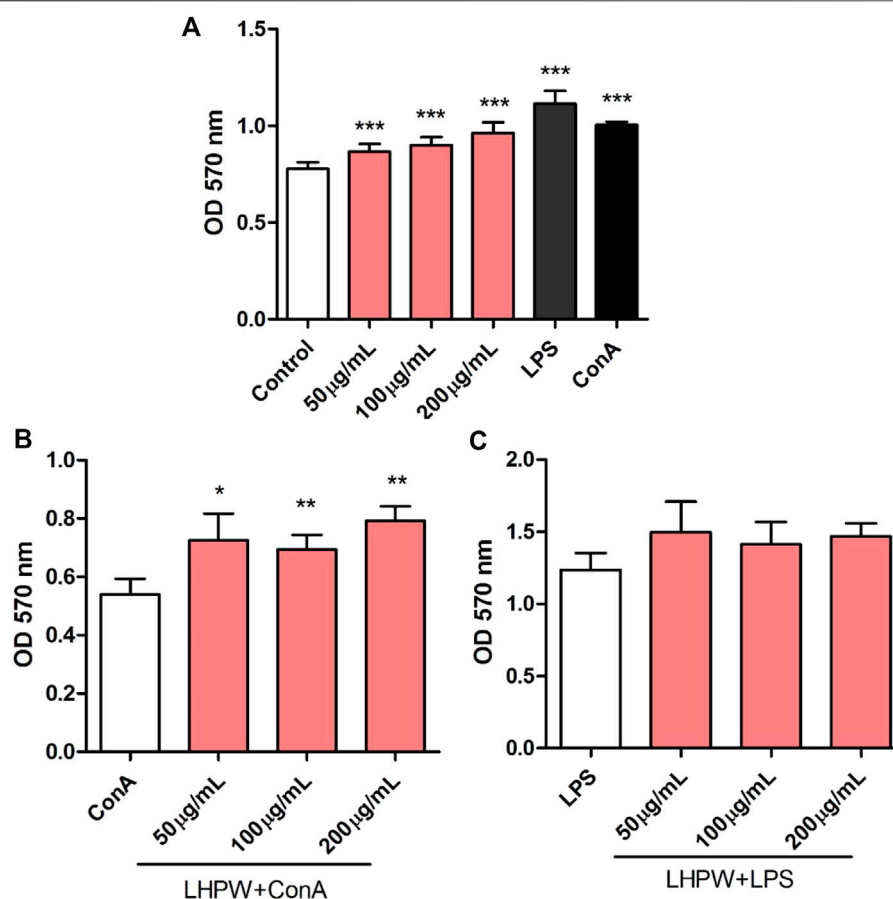 A
OD 570 nm
1.5
1.0
0.5
0.0
*** *** *** *** ***
Control 50μg/mL 100μg/mL 200μg/mL LPS ConA
B
OD 570 nm
1.0
0.8
0.6
0.4
0.2
0.0
* ** **
ConA 50μg/mL 100μg/mL 200μg/mL
LHPW+ConA
C
OD 570 nm
2.0
1.5
1.0
0.5
0.0
LPS 50μg/mL 100μg/mL 200μg/mL
LHPW+LPS